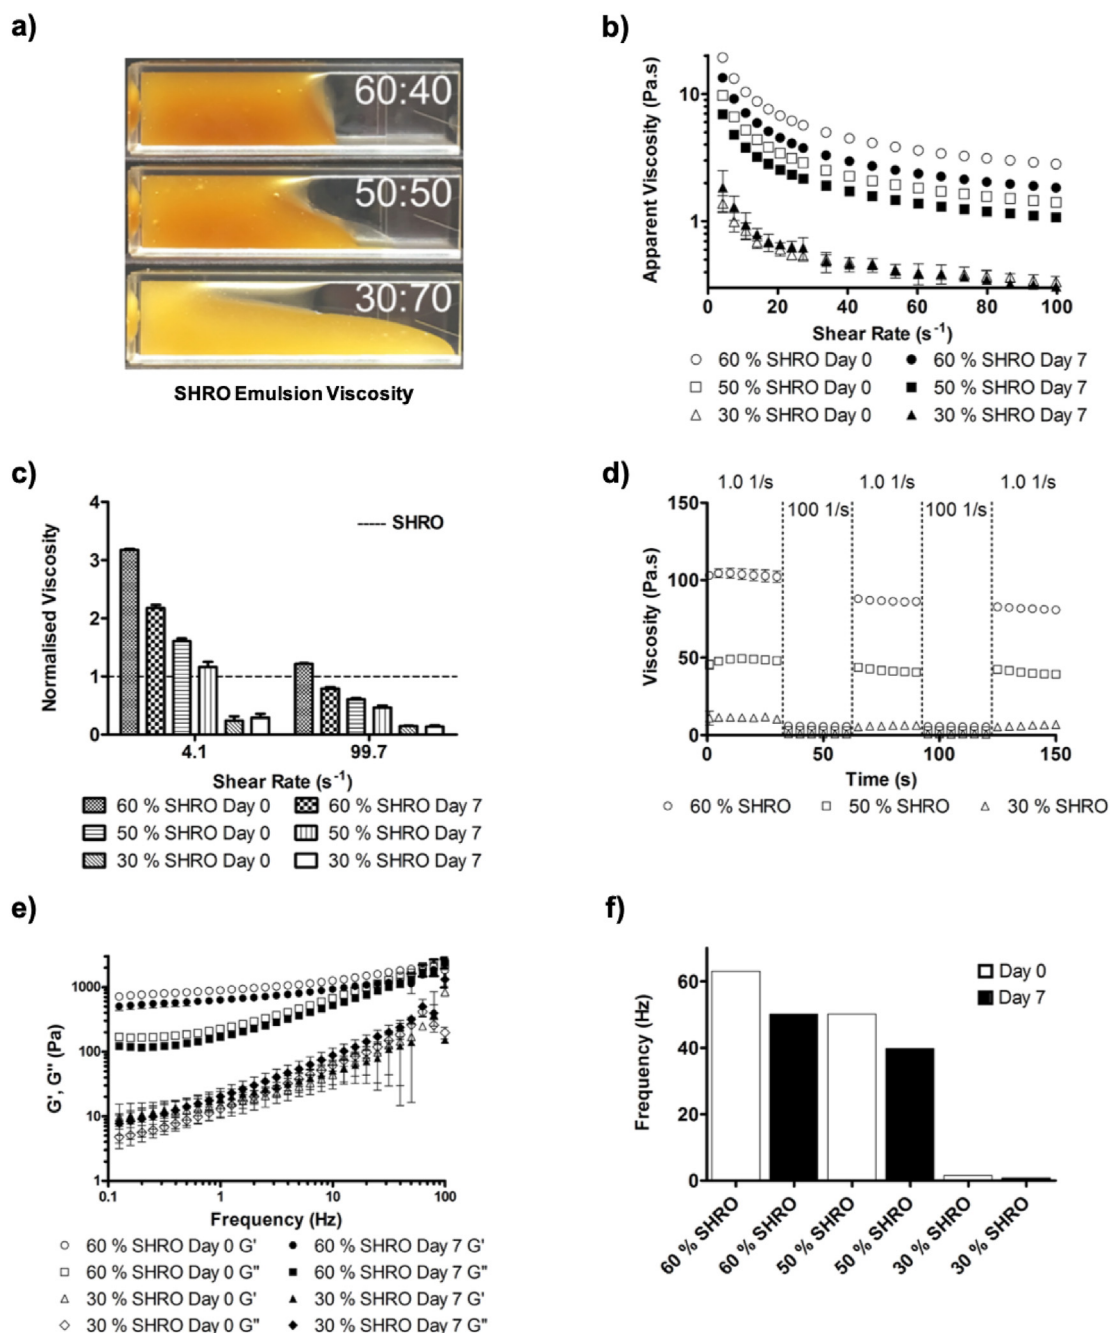 a)
60:40
50:50
30:70
SHRO Emulsion Viscosity
b)
Apparent Viscosity (Pa.s)
10
1
0 20 40 60 80 100
Shear Rate (s⁻¹)
○ 60 % SHRO Day 0 ● 60 % SHRO Day 7
□ 50 % SHRO Day 0 ■ 50 % SHRO Day 7
△ 30 % SHRO Day 0 ▲ 30 % SHRO Day 7
c)
Normalised Viscosity
4
3
2
1
0
----- SHRO
4.1 99.7
Shear Rate (s⁻¹)
60 % SHRO Day 0 60 % SHRO Day 7
50 % SHRO Day 0 50 % SHRO Day 7
30 % SHRO Day 0 30 % SHRO Day 7
d)
1.0 1/s 1.0 1/s 1.0 1/s
100 1/s 100 1/s
Viscosity (Pa.s)
150
100
50
0
0 50 100 150
Time (s)
○ 60 % SHRO □ 50 % SHRO △ 30 % SHRO
e)
G', G'' (Pa)
1000
100
10
1
0.1 1 10 100
Frequency (Hz)
○ 60 % SHRO Day 0 G' ● 60 % SHRO Day 7 G'
□ 60 % SHRO Day 0 G'' ■ 60 % SHRO Day 7 G''
△ 30 % SHRO Day 0 G' ▲ 30 % SHRO Day 7 G'
◇ 30 % SHRO Day 0 G'' ◆ 30 % SHRO Day 7 G''
f)
Frequency (Hz)
60
40
20
0
Day 0
Day 7
60 % SHRO
60 % SHRO
50 % SHRO
50 % SHRO
30 % SHRO
30 % SHRO